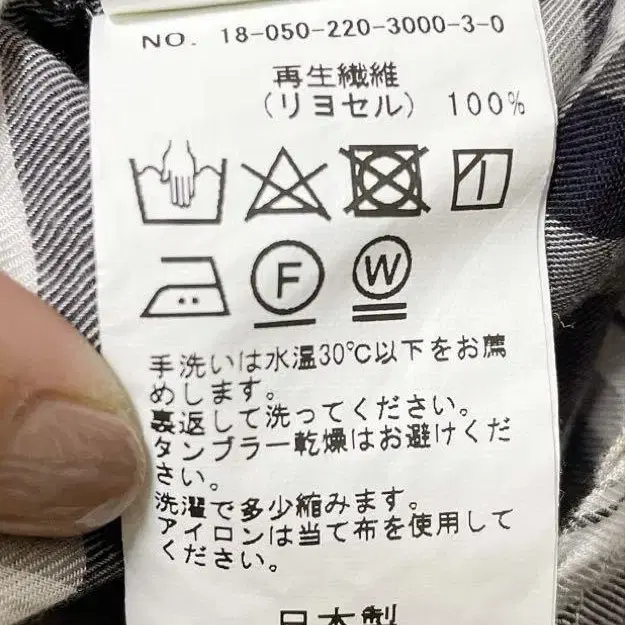 NO. 18-050-220-3000-3-0
再生繊維
(リヨセル) 100%
F
W
手洗いは水温30℃以下をお薦
めします。
裏返して洗ってください。
タンブラー乾燥はお避けくだ
さい。
洗濯で多少縮みます。
アイロンは当て布を使用して
ください。
日本製